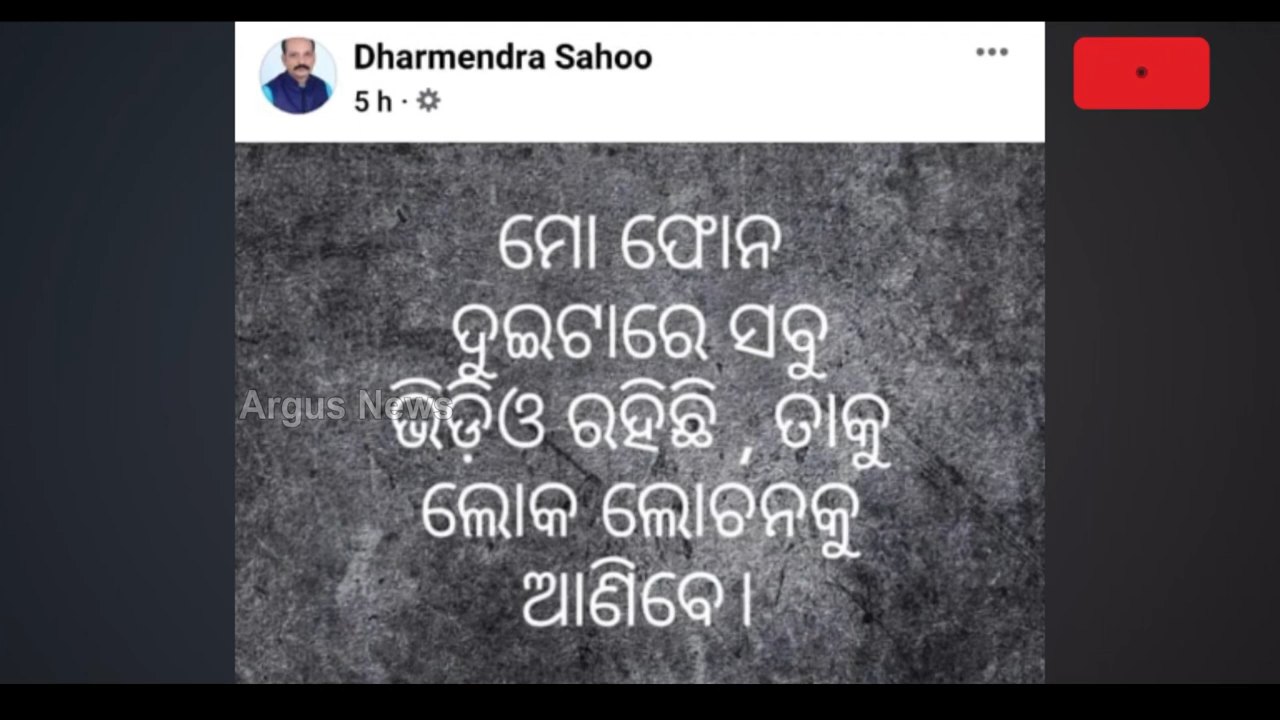 Dharmendra Sahoo
5 h ·
ମୋ ଫୋନ
ଦୁଇଟାରେ ସବୁ
ଭିଡ଼ିଓ ରହିଛି , ତାକୁ
ଲୋକ ଲୋଚନକୁ
ଆଣିବେ ।
Argus News